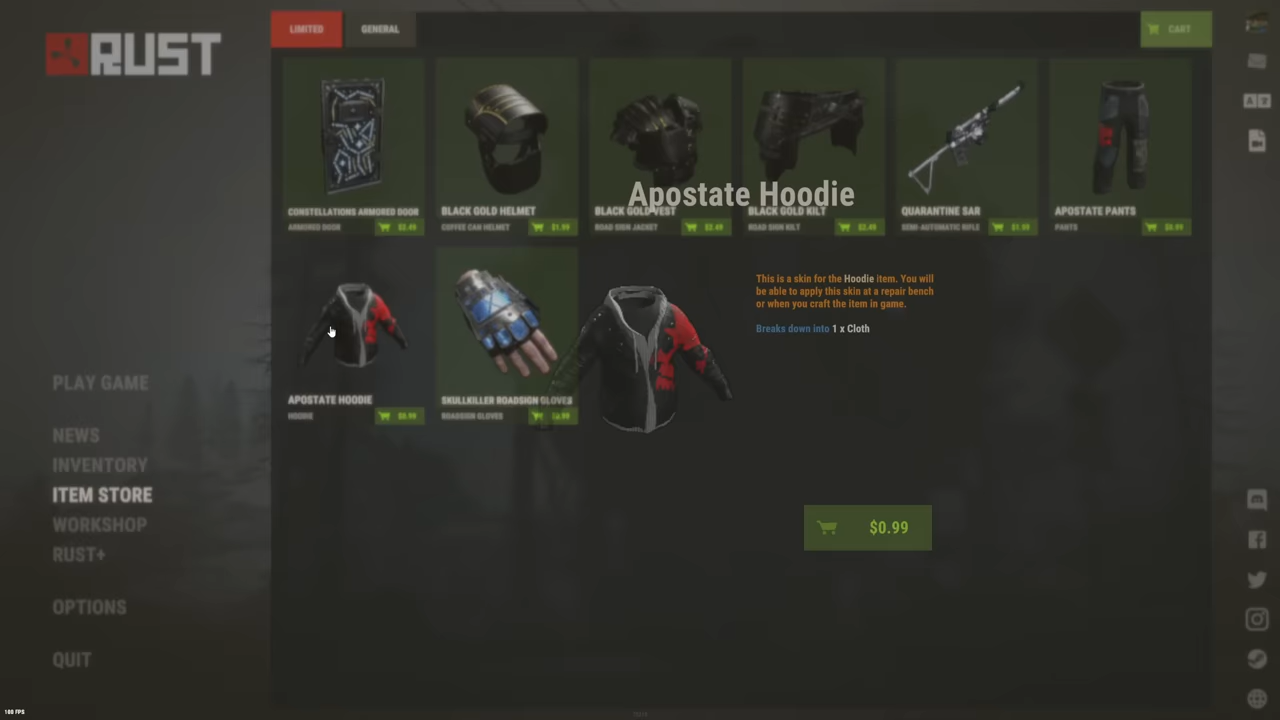 RUST
LIMITED
GENERAL
CART
CONSTELLATIONS ARMORED DOOR
ARMORED DOOR
$2.49
BLACK GOLD HELMET
COFFEE CAN HELMET
$1.99
BLACK GOLD VEST
ROAD SIGN JACKET
$2.49
BLACK GOLD KILT
ROAD SIGN KILT
$2.49
QUARANTINE SAR
SEMI-AUTOMATIC RIFLE
$1.99
APOSTATE PANTS
PANTS
$0.99
Apostate Hoodie
APOSTATE HOODIE
HOODIE
$0.99
SKULLKILLER ROADSIGN GLOVES
ROADSIGN GLOVES
This is a skin for the Hoodie item. You will
be able to apply this skin at a repair bench
or when you craft the item in game.
Breaks down into 1 x Cloth
$0.99
PLAY GAME
NEWS
INVENTORY
ITEM STORE
WORKSHOP
RUST+
OPTIONS
QUIT
100 FPS